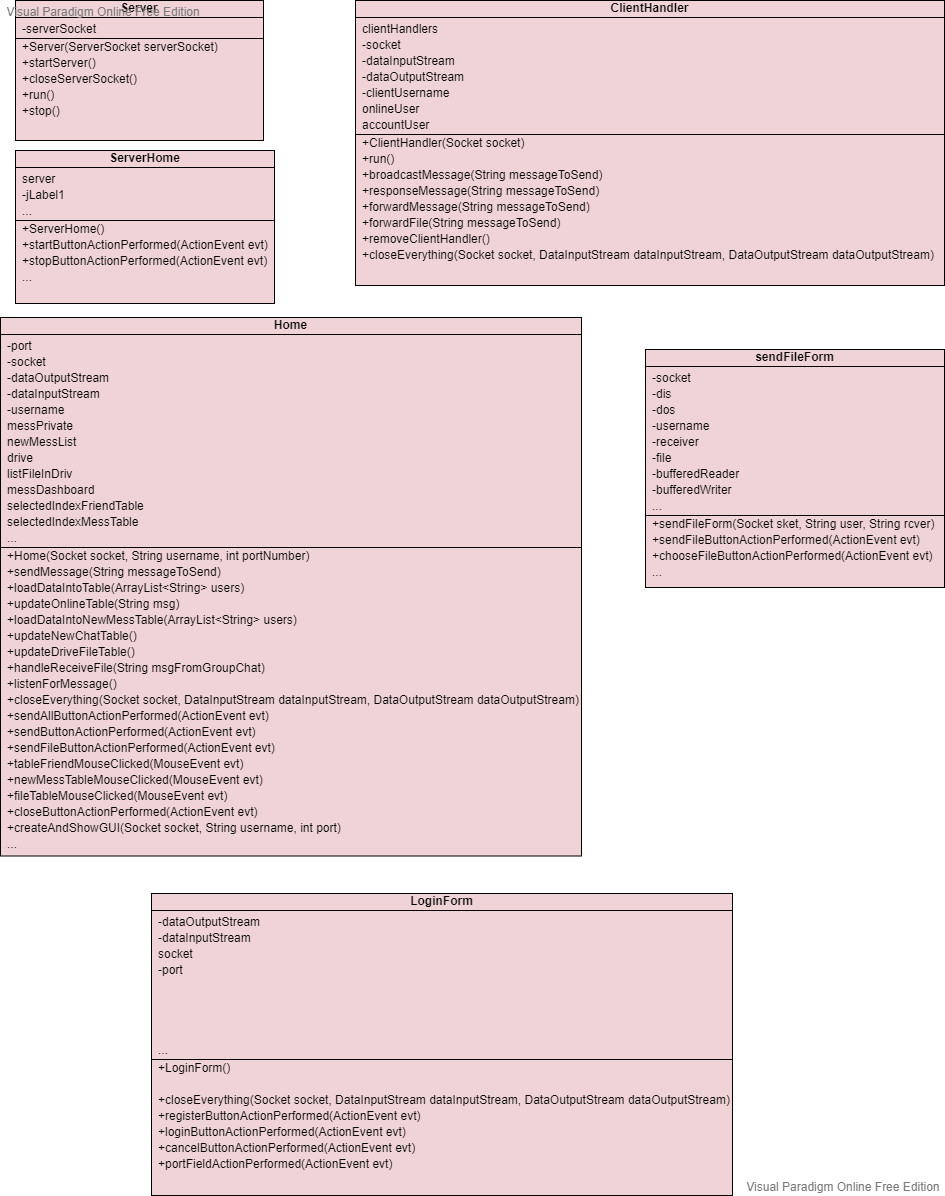 Visual Paradigm Online Free Edition
Server
-serverSocket
+Server(ServerSocket serverSocket)
+startServer()
+closeServerSocket()
+run()
+stop()
ClientHandler
clientHandlers
-socket
-dataInputStream
-dataOutputStream
-clientUsername
onlineUser
accountUser
+ClientHandler(Socket socket)
+run()
+broadcastMessage(String messageToSend)
+responseMessage(String messageToSend)
+forwardMessage(String messageToSend)
+forwardFile(String messageToSend)
+removeClientHandler()
+closeEverything(Socket socket, DataInputStream dataInputStream, DataOutputStream dataOutputStream)
ServerHome
server
-jLabel1
...
+ServerHome()
+startButtonActionPerformed(ActionEvent evt)
+stopButtonActionPerformed(ActionEvent evt)
...
Home
-port
-socket
-dataOutputStream
-dataInputStream
-username
messPrivate
newMessList
drive
listFileInDriv
messDashboard
selectedIndexFriendTable
selectedIndexMessTable
...
+Home(Socket socket, String username, int portNumber)
+sendMessage(String messageToSend)
+loadDataIntoTable(ArrayList<String> users)
+updateOnlineTable(String msg)
+loadDataIntoNewMessTable(ArrayList<String> users)
+updateNewChatTable()
+updateDriveFileTable()
+handleReceiveFile(String msgFromGroupChat)
+listenForMessage()
+closeEverything(Socket socket, DataInputStream dataInputStream, DataOutputStream dataOutputStream)
+sendAllButtonActionPerformed(ActionEvent evt)
+sendButtonActionPerformed(ActionEvent evt)
+sendFileButtonActionPerformed(ActionEvent evt)
+tableFriendMouseClicked(MouseEvent evt)
+newMessTableMouseClicked(MouseEvent evt)
+fileTableMouseClicked(MouseEvent evt)
+closeButtonActionPerformed(ActionEvent evt)
+createAndShowGUI(Socket socket, String username, int port)
...
sendFileForm
-socket
-dis
-dos
-username
-receiver
-file
-bufferedReader
-bufferedWriter
...
+sendFileForm(Socket sket, String user, String rcver)
+sendFileButtonActionPerformed(ActionEvent evt)
+chooseFileButtonActionPerformed(ActionEvent evt)
...
LoginForm
-dataOutputStream
-dataInputStream
socket
-port
...
+LoginForm()
+closeEverything(Socket socket, DataInputStream dataInputStream, DataOutputStream dataOutputStream)
+registerButtonActionPerformed(ActionEvent evt)
+loginButtonActionPerformed(ActionEvent evt)
+cancelButtonActionPerformed(ActionEvent evt)
+portFieldActionPerformed(ActionEvent evt)
Visual Paradigm Online Free Edition